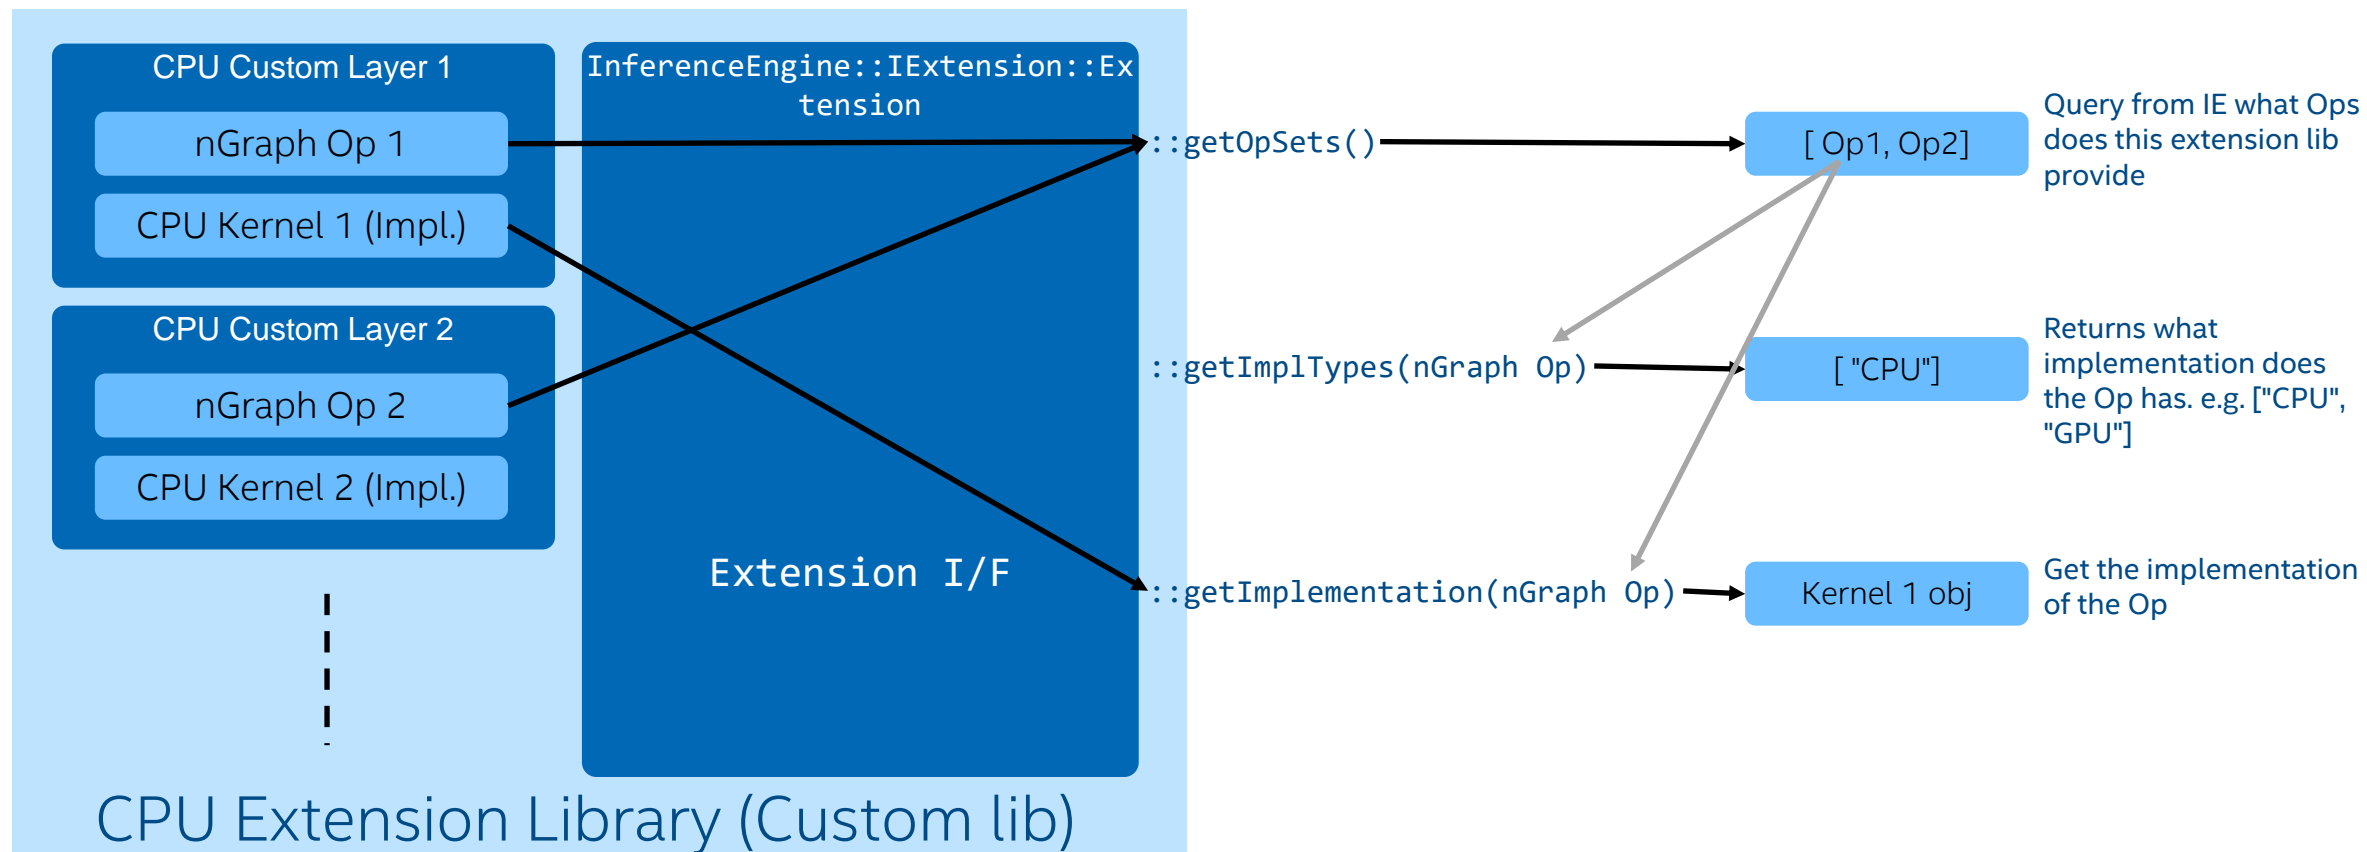 CPU Custom Layer 1
nGraph Op 1
CPU Kernel 1 (Impl.)
CPU Custom Layer 2
nGraph Op 2
CPU Kernel 2 (Impl.)
InferenceEngine::IExtension::Ex
tension
Extension I/F
CPU Extension Library (Custom lib)
::getOpSets()
[ Op1, Op2]
Query from IE what Ops
does this extension lib
provide
::getImplTypes(nGraph Op)
[ "CPU"]
Returns what
implementation does
the Op has. e.g. ["CPU",
"GPU"]
::getImplementation(nGraph Op)
Kernel 1 obj
Get the implementation
of the Op